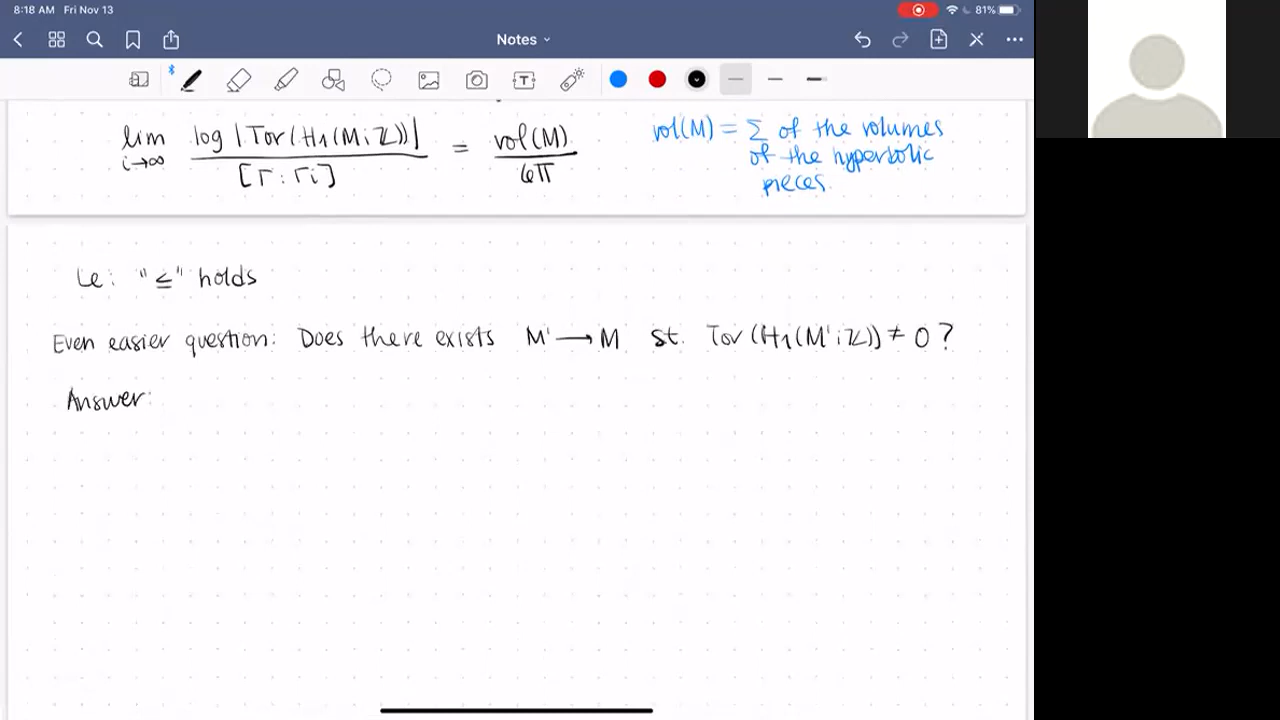 8:18 AM Fri Nov 13
81%
Notes
T
lim i→∞ log |Tor(H1(M; ℤ))| / [Γ : Γi] = vol(M) / 6π
vol(M) = Σ of the volumes
of the hyperbolic
pieces.
Le: "≤" holds
Even easier question: Does there exists M' → M st. Tor(H1(M'; ℤ)) ≠ 0 ?
Answer: